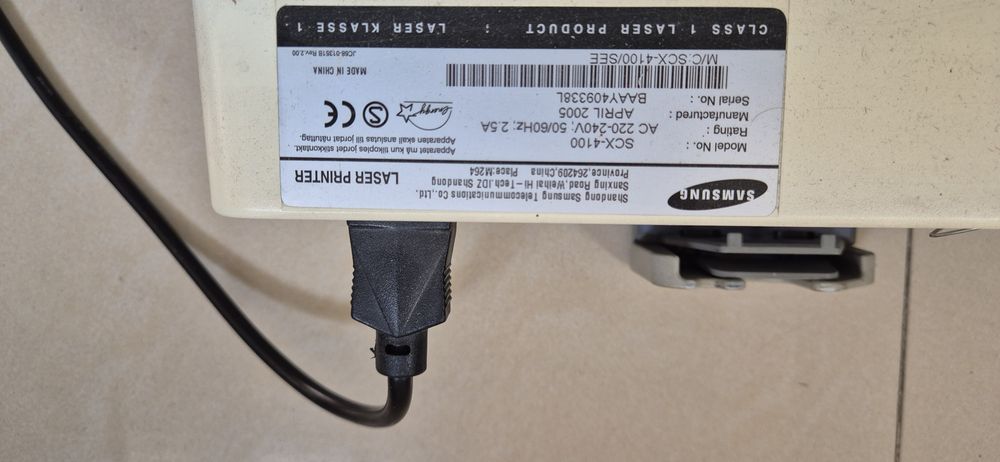 SAMSUNG
Shandong Samsung Telecommunications Co.,Ltd.
Sanxing Road,Weihai Hi - Tech IDZ Shandong
Province,264209,China Place:M264
LASER PRINTER
Model No.: SCX-4100
Rating : AC 220-240V; 50/60Hz; 2.5A
Manufactured : APRIL 2005
Serial No.: BAAY409338L
Apparatet må kun tilkoples jordet stikkontakt.
Apparaten skall anslutas till jordat nätuttag.
energy
S
CE
MADE IN CHINA
M/C:SCX-4100/SEE
JC68-01351B Rev.2.00
CLASS 1 LASER PRODUCT ; LASER KLASSE 1